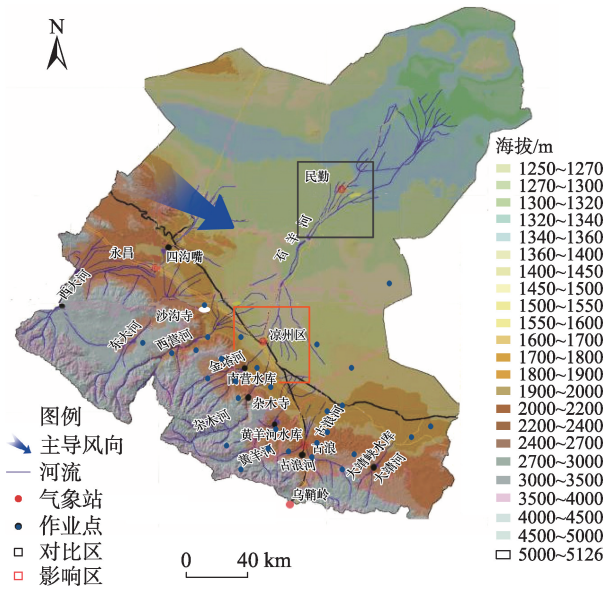 N
民勤
石羊河
永昌
四沟嘴
西大河
沙沟寺
东大河
西营河
凉州区
金塔河
南营水库
杂木寺
杂木河
古浪河
黄羊河水库
古浪
黄羊河
古浪河
大靖峡水库
大靖河
乌鞘岭
图例
主导风向
河流
气象站
作业点
对比区
影响区
0 40 km
海拔/m
1250~1270
1270~1300
1300~1320
1320~1340
1340~1360
1360~1400
1400~1450
1450~1500
1500~1550
1550~1600
1600~1700
1700~1800
1800~1900
1900~2000
2000~2200
2200~2400
2400~2700
2700~3000
3000~3500
3500~4000
4000~4500
4500~5000
5000~5126